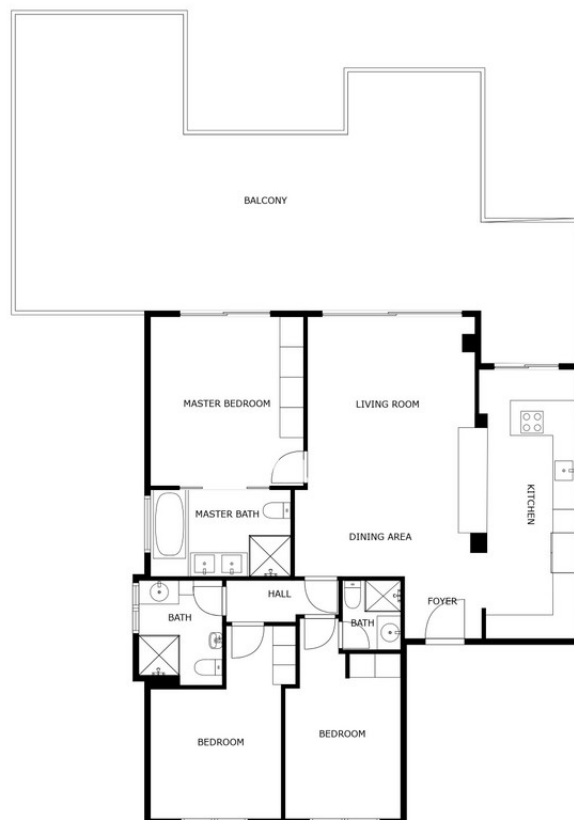 BALCONY
MASTER BEDROOM
LIVING ROOM
KITCHEN
MASTER BATH
DINING AREA
HALL
FOYER
BATH
BATH
BEDROOM
BEDROOM